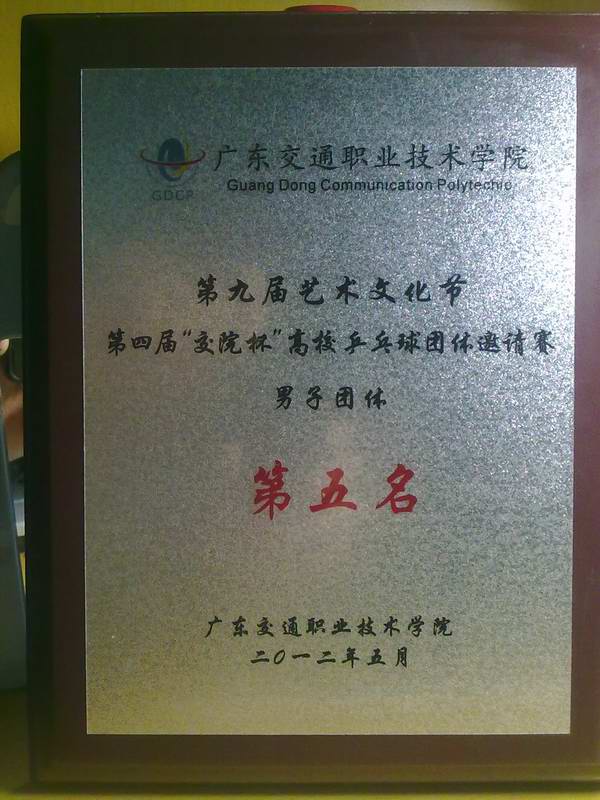 广东交通职业技术学院
Guang Dong Communication Polytechnic
GDCP
第九届艺术文化节
第四届“交院杯”高校乒乓球团体邀请赛
男子团体
第五名
广东交通职业技术学院
二〇一二年五月